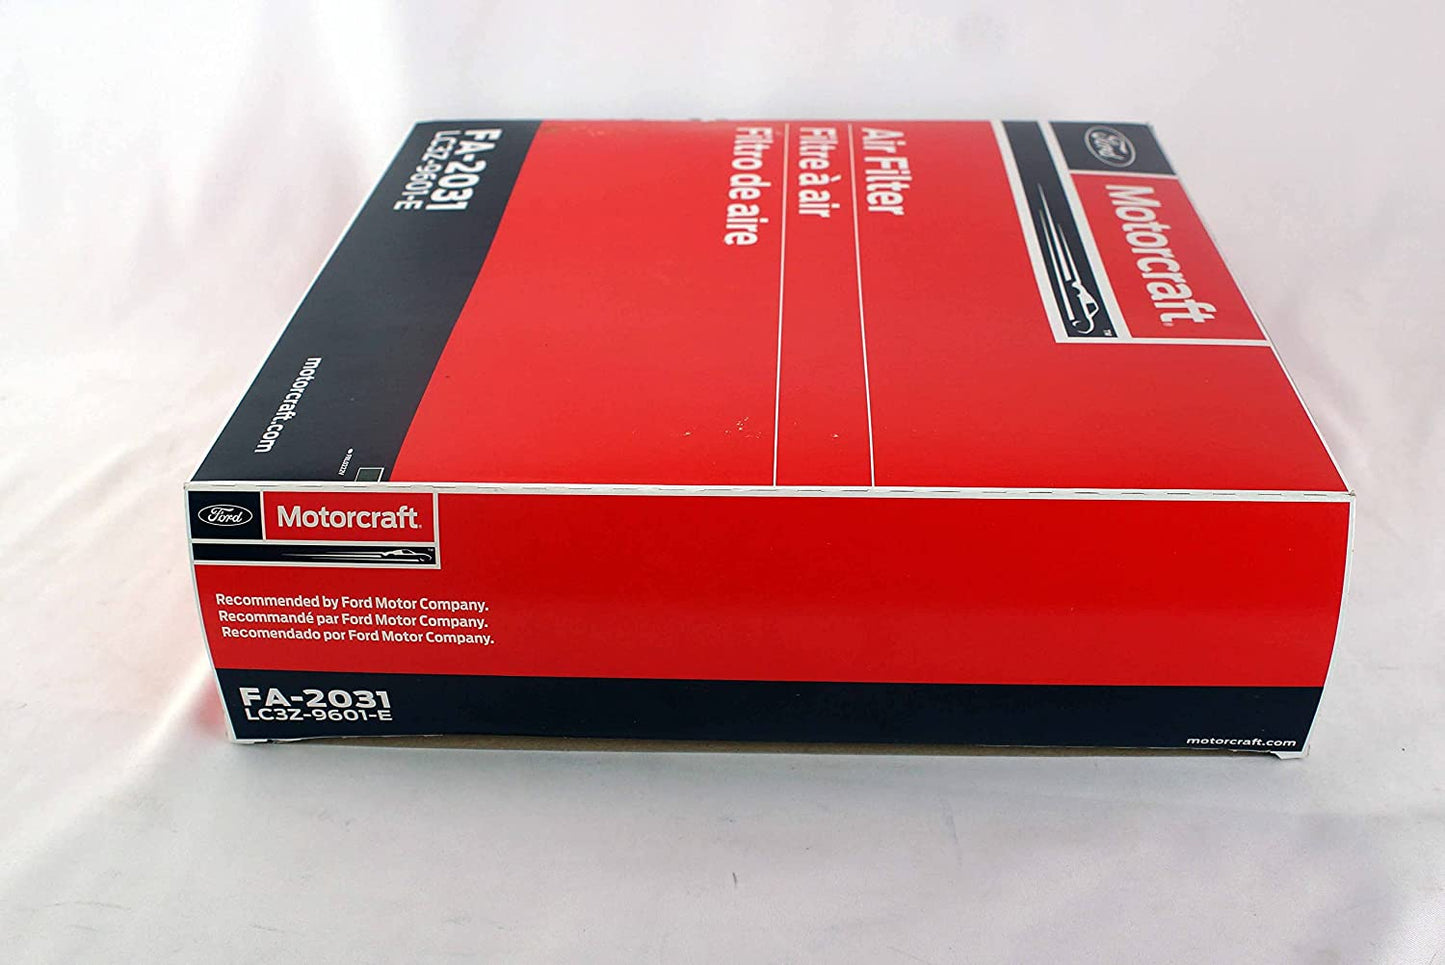 Ford
Motorcraft®
™
Air Filter
Filtre à air
Filtro de aire
FA-2031
LC3Z-9601-E
motorcraft.com
Ford
Motorcraft®
™
Recommended by Ford Motor Company.
Recommandé par Ford Motor Company.
Recomendado por Ford Motor Company.
FA-2031
LC3Z-9601-E
motorcraft.com